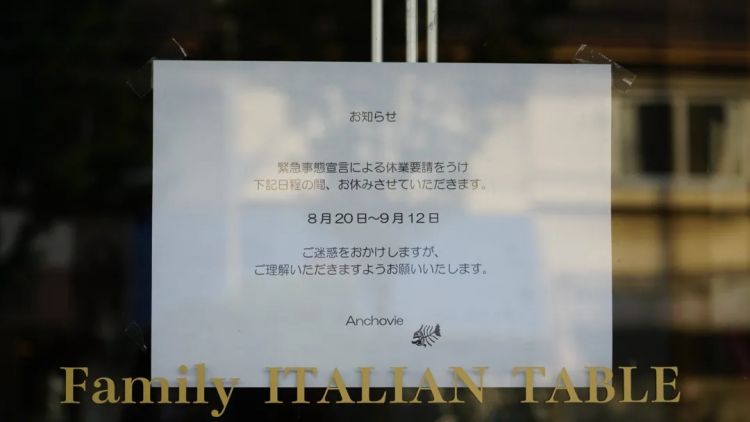 お知らせ
緊急事態宣言による休業要請をうけ
下記日程の間、お休みさせていただきます。
8月20日～9月12日
ご迷惑をおかけしますが、
ご理解いただきますようお願いいたします。
Anchovie
Family ITALIAN TABLE